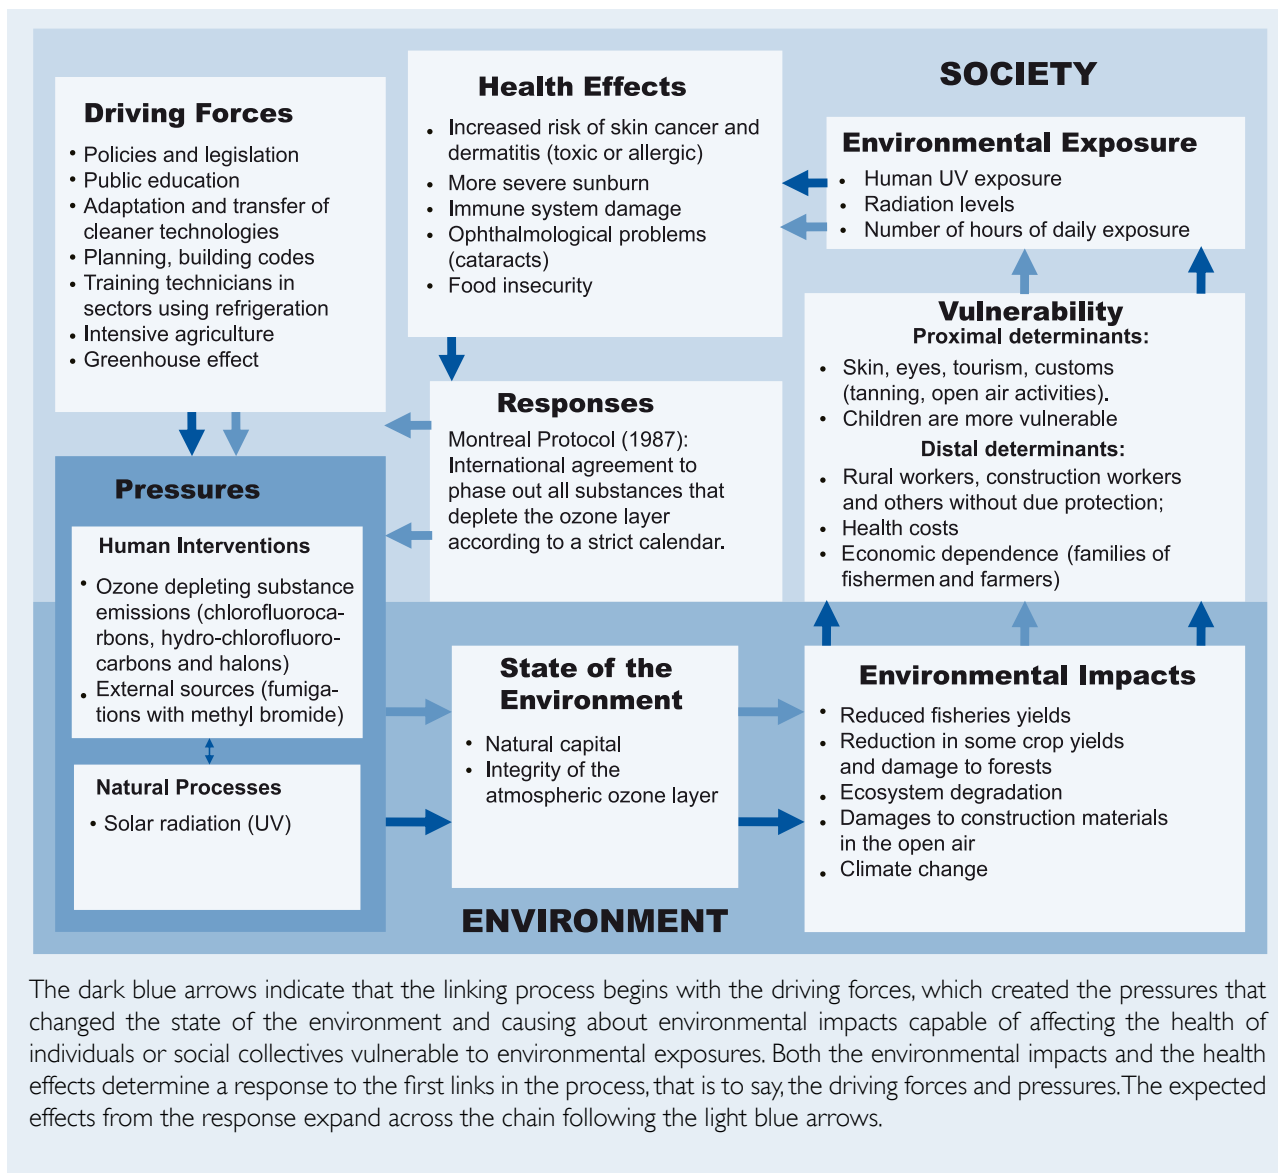 SOCIETY
Driving Forces
• Policies and legislation
• Public education
• Adaptation and transfer of
cleaner technologies
• Planning, building codes
• Training technicians in
sectors using refrigeration
• Intensive agriculture
• Greenhouse effect
Health Effects
• Increased risk of skin cancer and
dermatitis (toxic or allergic)
• More severe sunburn
• Immune system damage
• Ophthalmological problems
(cataracts)
• Food insecurity
Environmental Exposure
• Human UV exposure
• Radiation levels
• Number of hours of daily exposure
Vulnerability
Proximal determinants:
• Skin, eyes, tourism, customs
(tanning, open air activities).
• Children are more vulnerable
Distal determinants:
• Rural workers, construction workers
and others without due protection;
• Health costs
• Economic dependence (families of
fishermen and farmers)
Responses
Montreal Protocol (1987):
International agreement to
phase out all substances that
deplete the ozone layer
according to a strict calendar.
Pressures
Human Interventions
• Ozone depleting substance
emissions (chlorofluoroca-
rbons, hydro-chlorofluoro-
carbons and halons)
• External sources (fumiga-
tions with methyl bromide)
Natural Processes
• Solar radiation (UV)
State of the
Environment
• Natural capital
• Integrity of the
atmospheric ozone layer
Environmental Impacts
• Reduced fisheries yields
• Reduction in some crop yields
and damage to forests
• Ecosystem degradation
• Damages to construction materials
in the open air
• Climate change
ENVIRONMENT
The dark blue arrows indicate that the linking process begins with the driving forces, which created the pressures that
changed the state of the environment and causing about environmental impacts capable of affecting the health of
individuals or social collectives vulnerable to environmental exposures. Both the environmental impacts and the health
effects determine a response to the first links in the process, that is to say, the driving forces and pressures. The expected
effects from the response expand across the chain following the light blue arrows.